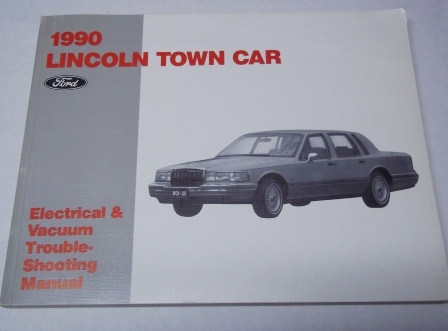 1990
LINCOLN TOWN CAR
Ford
Electrical &
Vacuum
Trouble-
Shooting
Manual